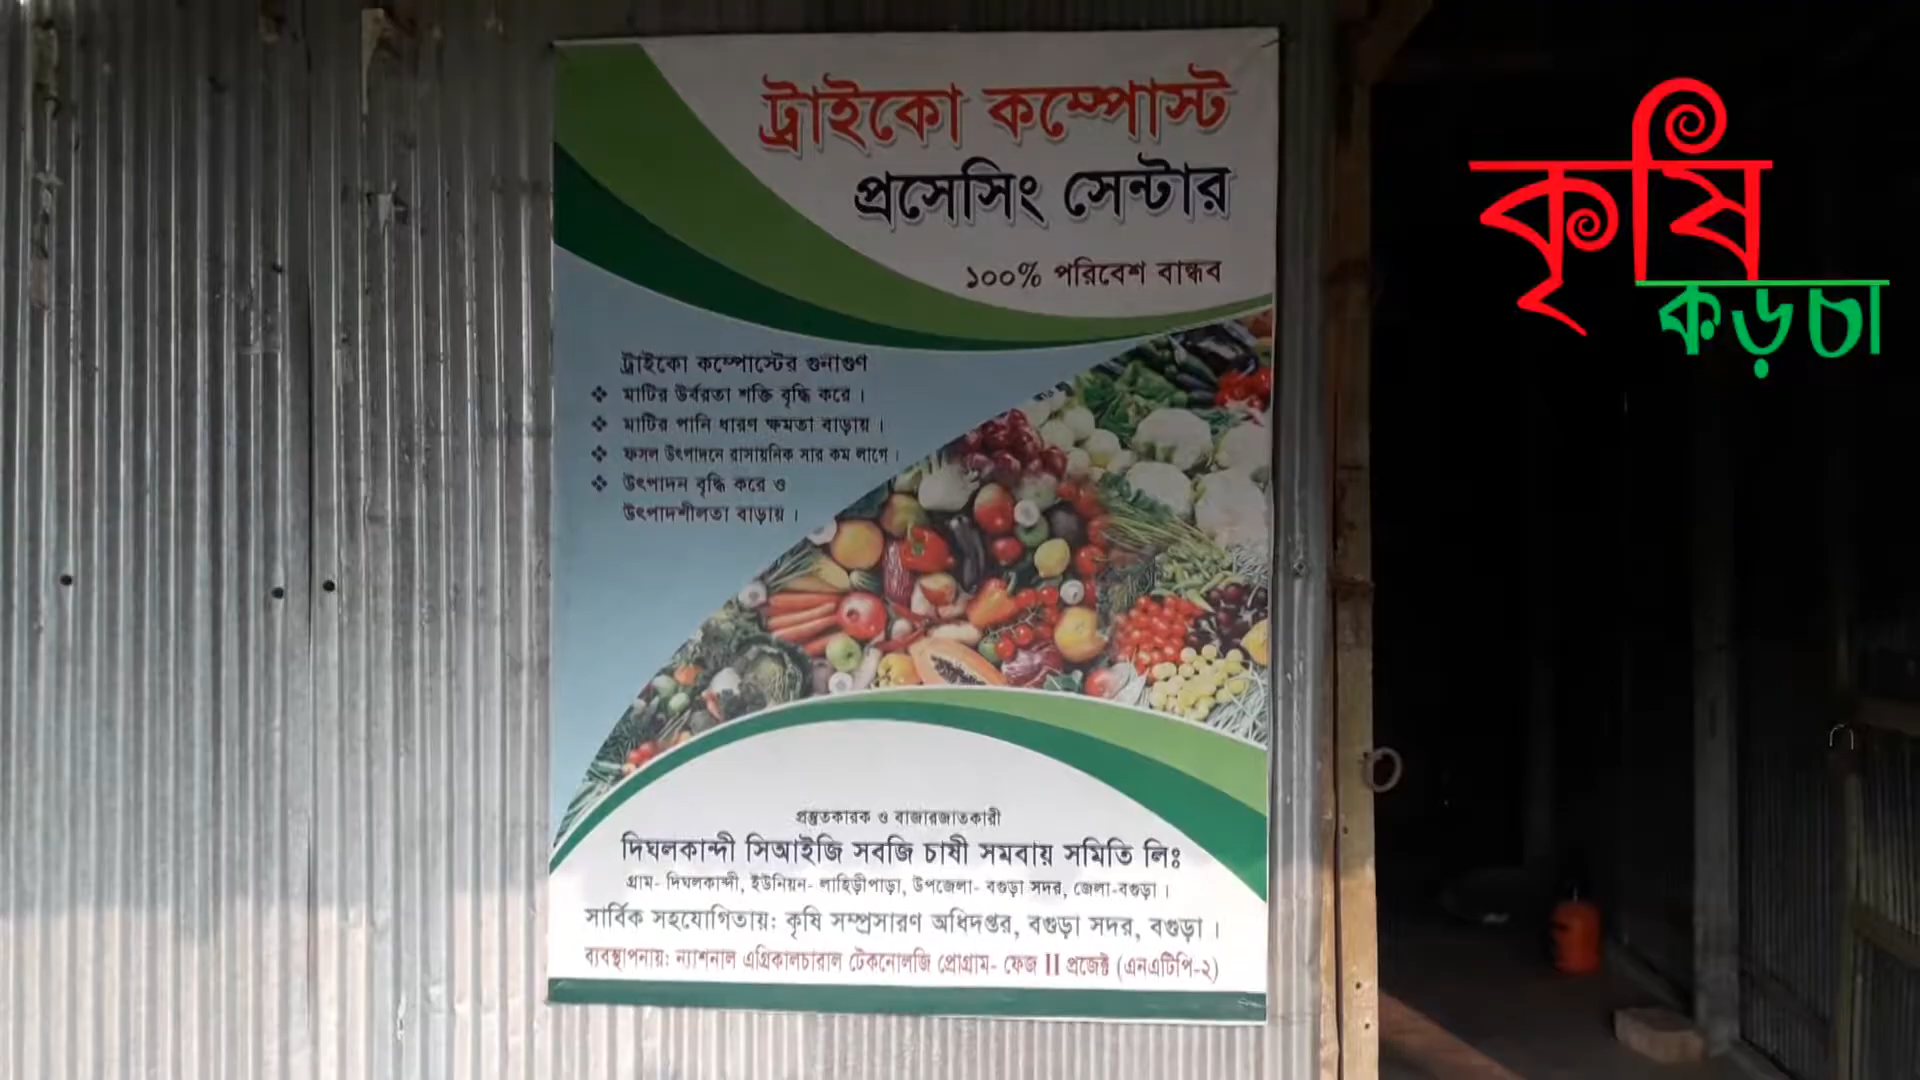 ট্রাইকো কম্পোস্ট
প্রসেসিং সেন্টার
১০০% পরিবেশ বান্ধব
ট্রাইকো কম্পোস্টের গুনাগুণ
❖ মাটির উর্বরতা শক্তি বৃদ্ধি করে ।
❖ মাটির পানি ধারণ ক্ষমতা বাড়ায় ।
❖ ফসল উৎপাদনে রাসায়নিক সার কম লাগে ।
❖ উৎপাদন বৃদ্ধি করে ও
উৎপাদশীলতা বাড়ায় ।
প্রস্তুতকারক ও বাজারজাতকারী
দিঘলকান্দী সিআইজি সবজি চাষী সমবায় সমিতি লিঃ
গ্রাম- দিঘলকান্দী, ইউনিয়ন- লাহিড়ীপাড়া, উপজেলা- বগুড়া সদর, জেলা-বগুড়া ।
সার্বিক সহযোগিতায়: কৃষি সম্প্রসারণ অধিদপ্তর, বগুড়া সদর, বগুড়া ।
ব্যবস্থাপনায়: ন্যাশনাল এগ্রিকালচারাল টেকনোলজি প্রোগ্রাম- ফেজ II প্রজেক্ট (এনএটিপি-২)
কৃষি
কড়চা